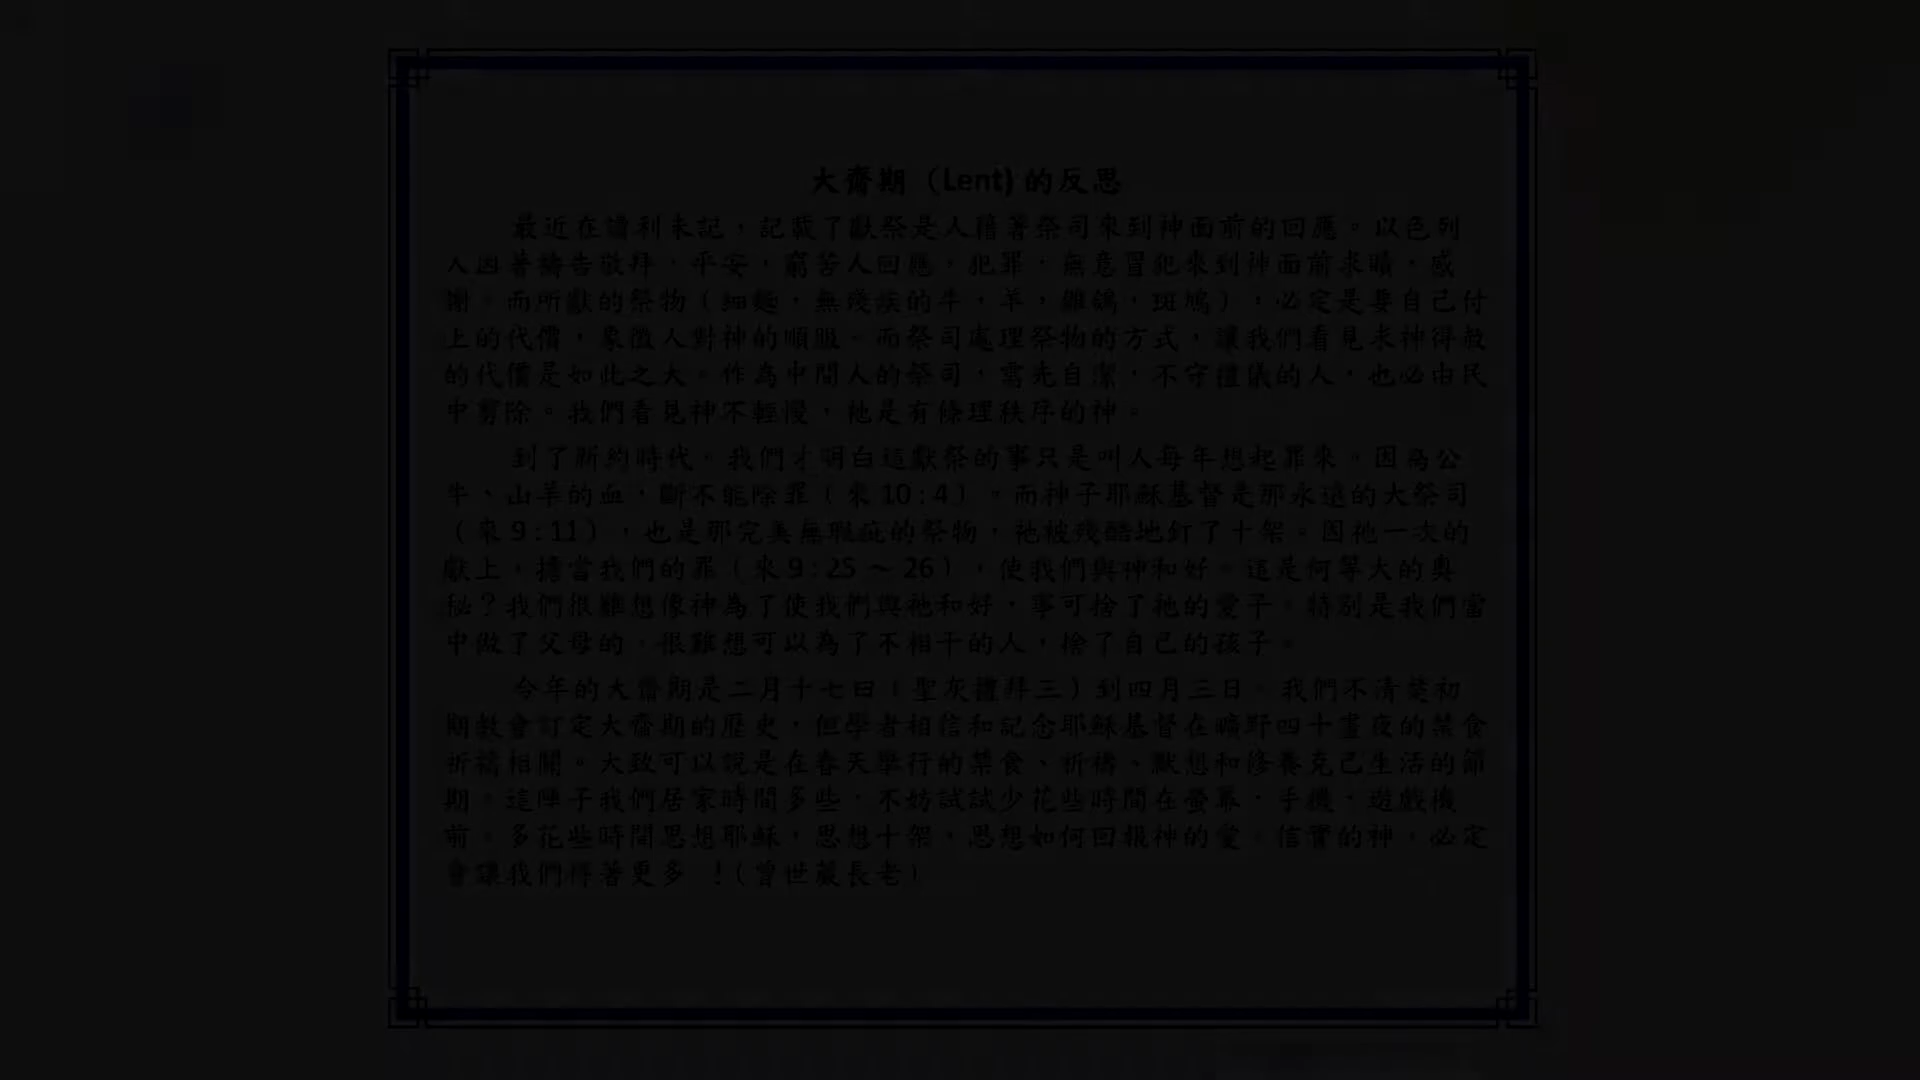 大齋期（Lent) 的反思
最近在讀利未記，記載了獻祭是人藉著祭司來到神面前的回應。以色列
人因著禱告敬拜，平安，窮苦人回應，犯罪，無意冒犯來到神面前求贖，感
謝。而所獻的祭物（細麵，無殘疾的牛，羊，雛鴿，斑鳩），必定是要自己付
上的代價，象徵人對神的順服。而祭司處理祭物的方式，讓我們看見求神得赦
的代價是如此之大。作為中間人的祭司，需先自潔，不守禮儀的人，也必由民
中剪除。我們看見神不輕慢，祂是有條理秩序的神。
到了新約時代，我們才明白這獻祭的事只是叫人每年想起罪來。因為公
牛、山羊的血，斷不能除罪（來 10 : 4）。而神子耶穌基督是那永遠的大祭司
（來 9 : 11），也是那完美無瑕疵的祭物，祂被殘酷地釘了十架。因祂一次的
獻上，擔當我們的罪（來 9 : 25 ～ 26），使我們與神和好。這是何等大的奧
秘？我們很難想像神為了使我們與祂和好，寧可捨了祂的愛子。特別是我們當
中做了父母的，很難想可以為了不相干的人，捨了自己的孩子。
今年的大齋期是二月十七日（聖灰禮拜三）到四月三日。我們不清楚初
期教會訂定大齋期的歷史，但學者相信和記念耶穌基督在曠野四十晝夜的禁食
祈禱相關。大致可以說是在春天舉行的禁食、祈禱、默想和修養克己生活的節
期。這陣子我們居家時間多些，不妨試試少花些時間在螢幕，手機，遊戲機
前，多花些時間思想耶穌，思想十架，思想如何回報神的愛。信實的神，必定
會讓我們得著更多 ！（曾世嚴長老）